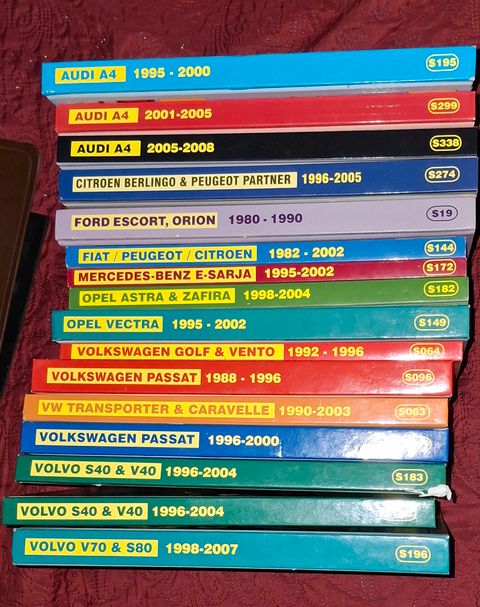 AUDI A4 1995 - 2000 S195
AUDI A4 2001-2005 S299
AUDI A4 2005-2008 S338
CITROEN BERLINGO & PEUGEOT PARTNER 1996-2005 S274
FORD ESCORT, ORION 1980 - 1990 S19
FIAT / PEUGEOT / CITROEN 1982 - 2002 S144
MERCEDES-BENZ E-SARJA 1995-2002 S172
OPEL ASTRA & ZAFIRA 1998-2004 S182
OPEL VECTRA 1995 - 2002 S149
VOLKSWAGEN GOLF & VENTO 1992 - 1996 S064
VOLKSWAGEN PASSAT 1988 - 1996 S096
VW TRANSPORTER & CARAVELLE 1990-2003 S063
VOLKSWAGEN PASSAT 1996-2000
VOLVO S40 & V40 1996-2004 S183
VOLVO S40 & V40 1996-2004
VOLVO V70 & S80 1998-2007 S196